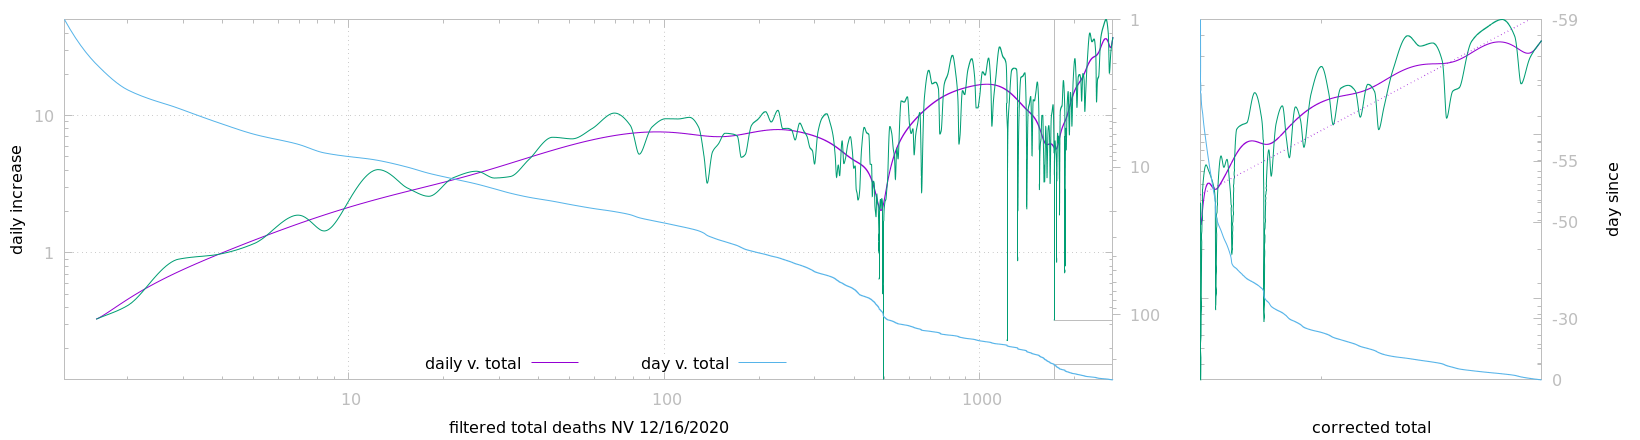 1
-59
10
10
-55
-50
daily increase
day since
1
100
-30
daily v. total
day v. total
0
10
100
1000
filtered total deaths NV 12/16/2020
corrected total